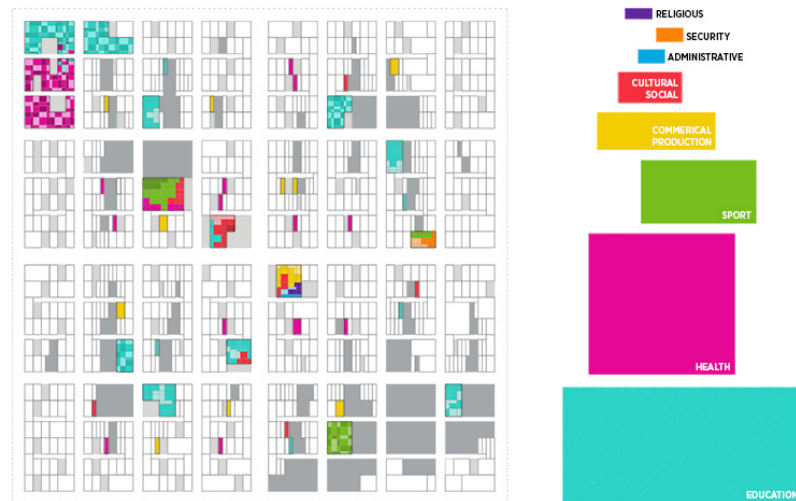 RELIGIOUS
SECURITY
ADMINISTRATIVE
CULTURAL
SOCIAL
COMMERICAL
PRODUCTION
SPORT
HEALTH
EDUCATION